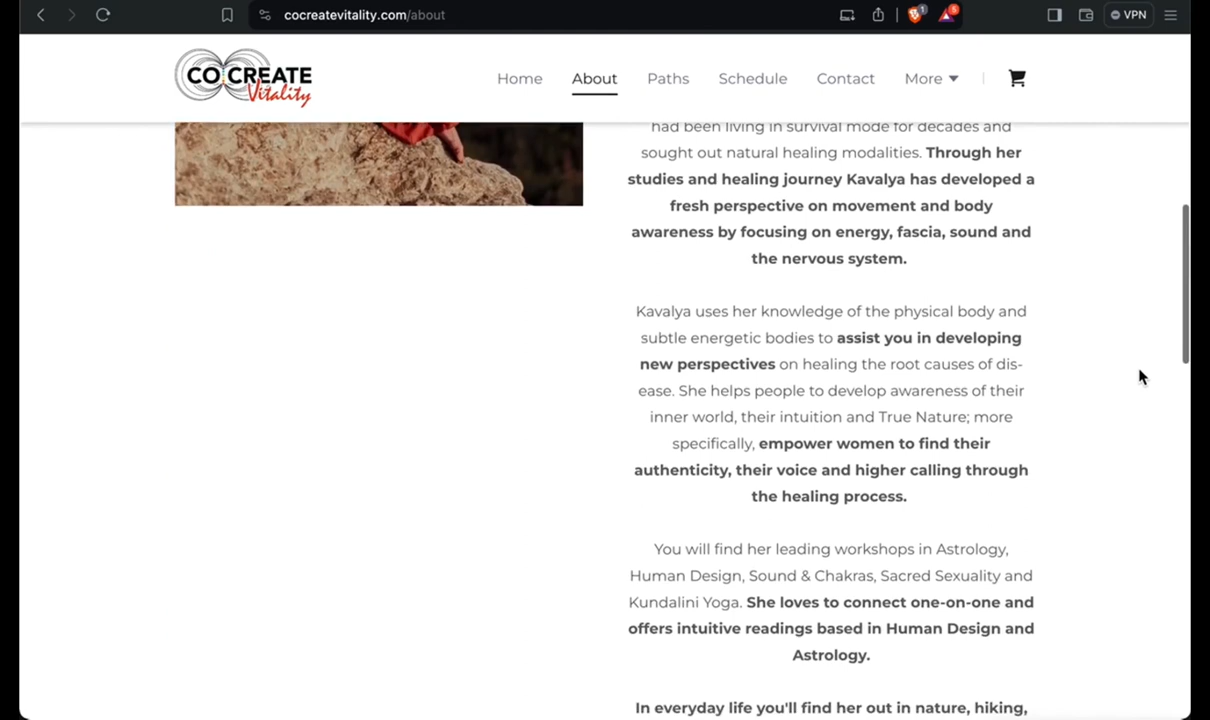 cocreatevitality.com/about
1
5
VPN
CO CREATE
Vitality
Home
About
Paths
Schedule
Contact
More
had been living in survival mode for decades and
sought out natural healing modalities. Through her
studies and healing journey Kavalya has developed a
fresh perspective on movement and body
awareness by focusing on energy, fascia, sound and
the nervous system.
Kavalya uses her knowledge of the physical body and
subtle energetic bodies to assist you in developing
new perspectives on healing the root causes of dis-
ease. She helps people to develop awareness of their
inner world, their intuition and True Nature; more
specifically, empower women to find their
authenticity, their voice and higher calling through
the healing process.
You will find her leading workshops in Astrology,
Human Design, Sound & Chakras, Sacred Sexuality and
Kundalini Yoga. She loves to connect one-on-one and
offers intuitive readings based in Human Design and
Astrology.
In everyday life you'll find her out in nature, hiking,